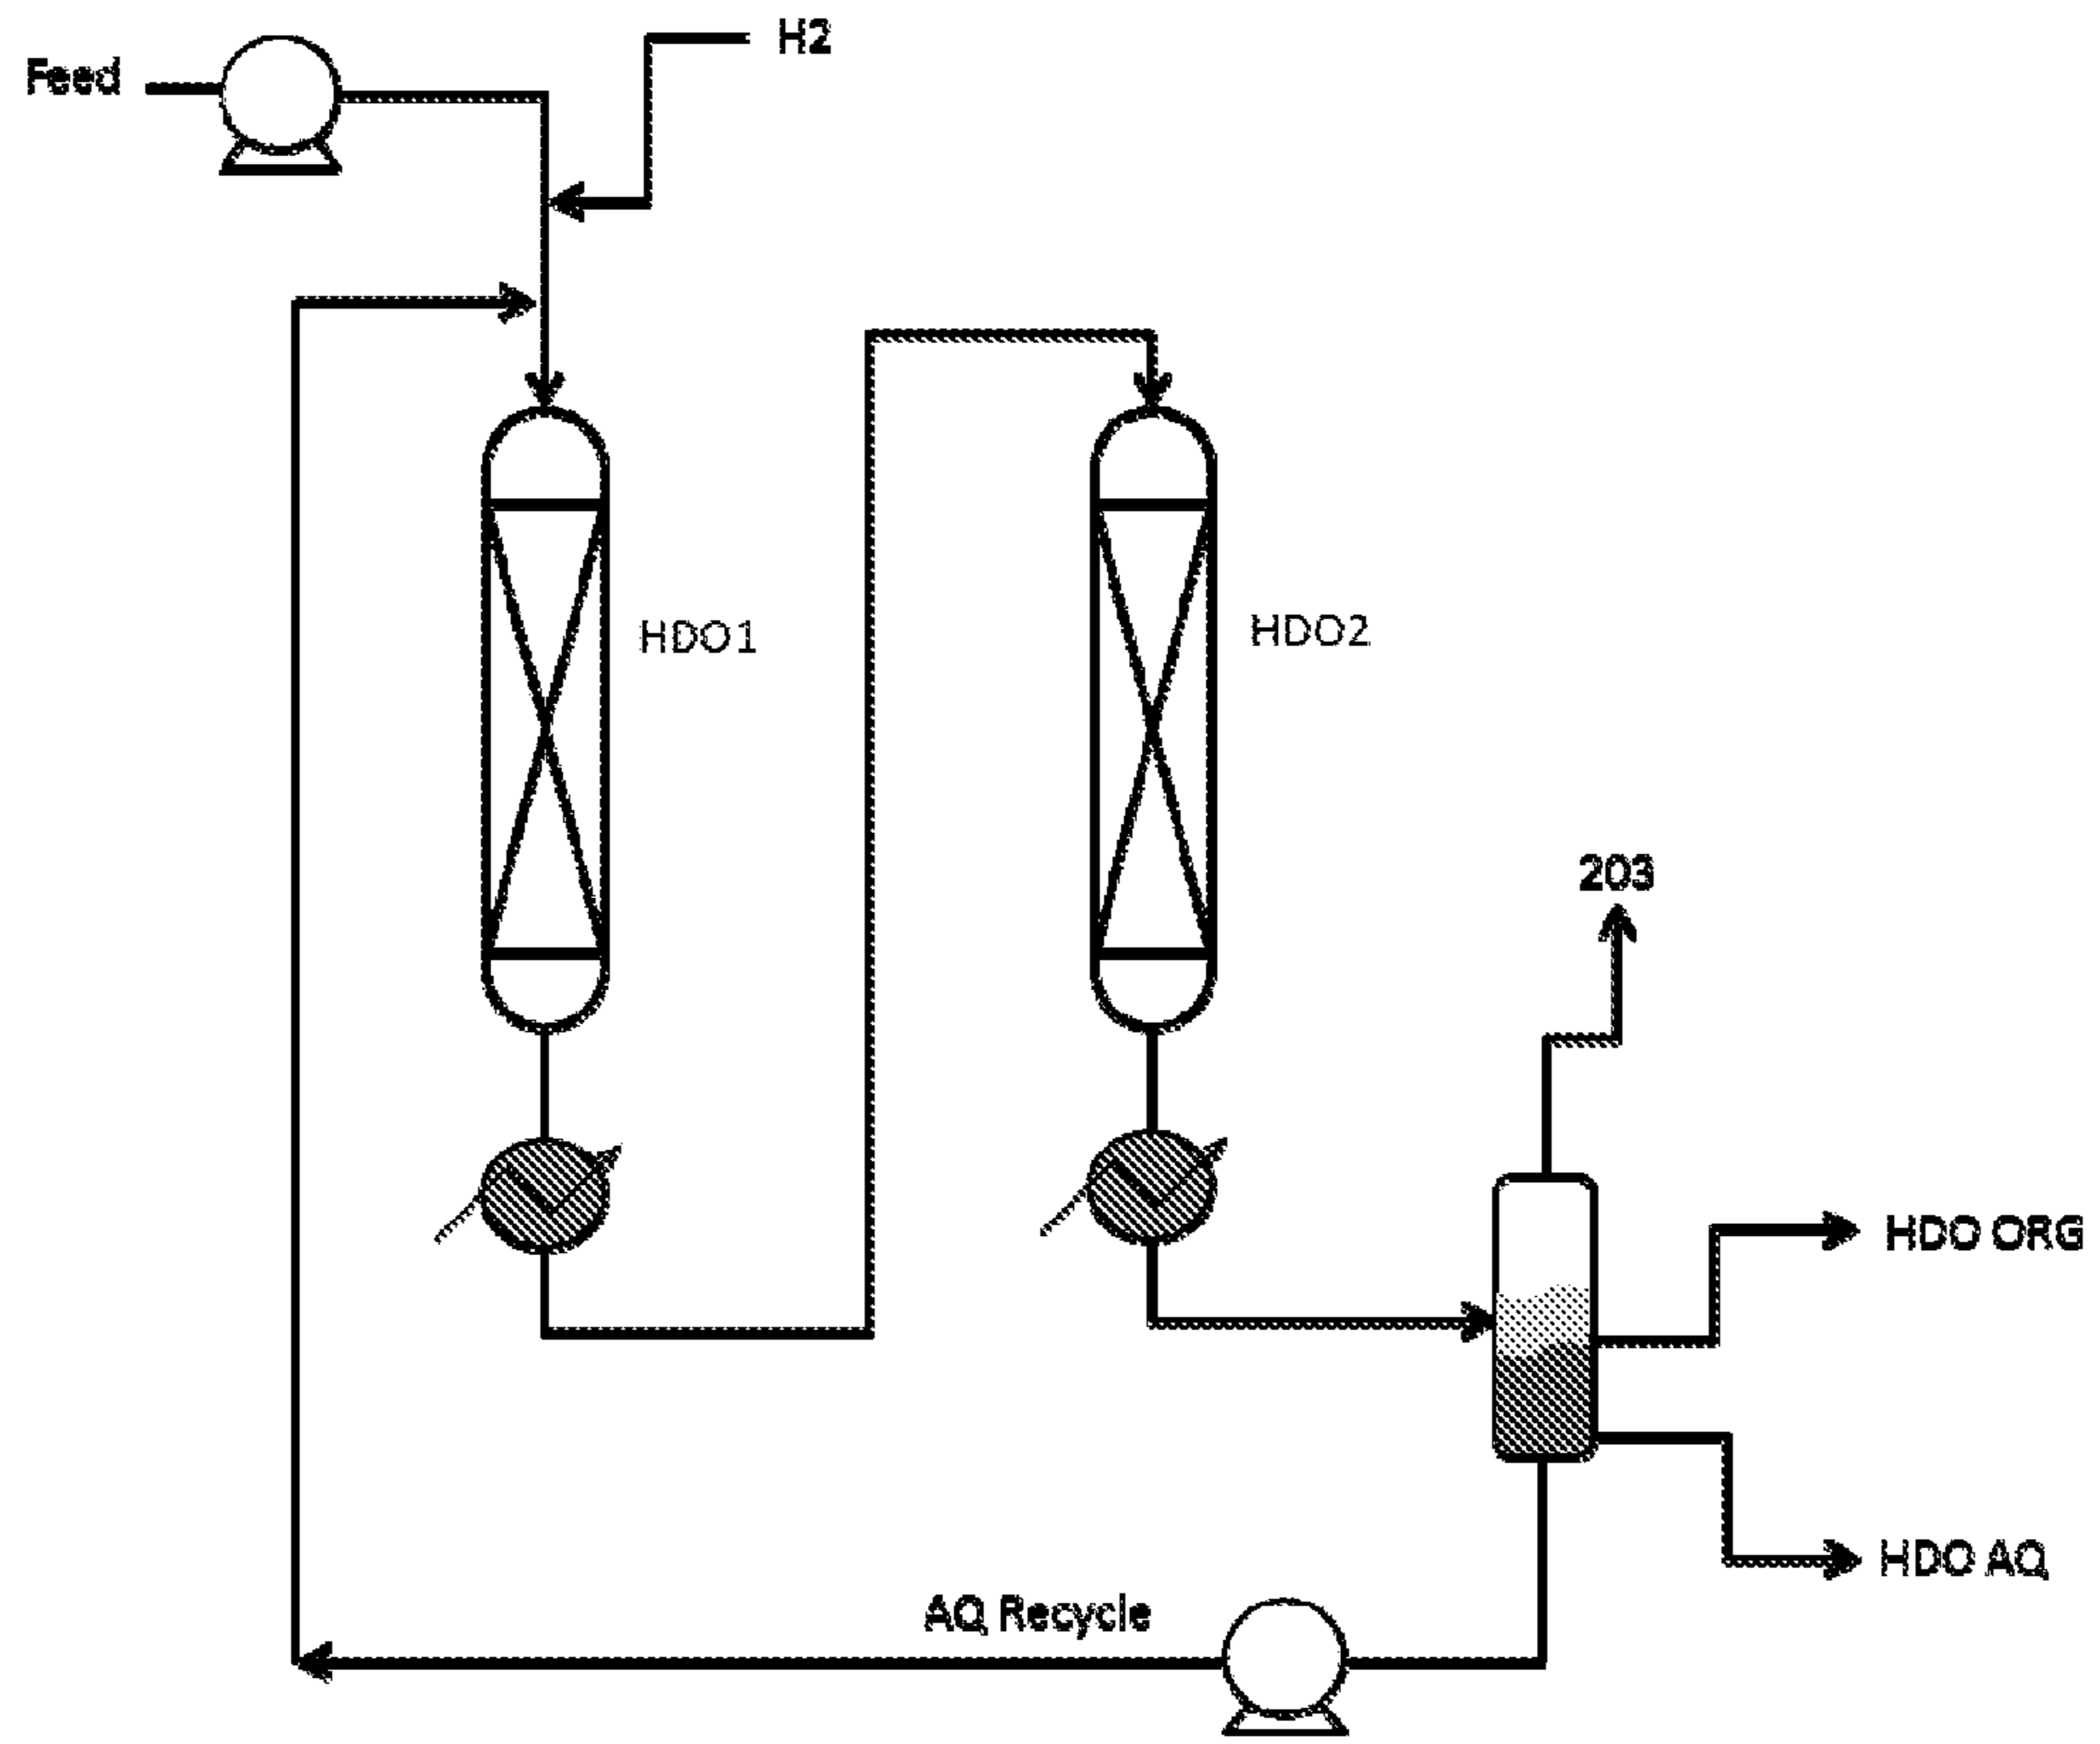 H2
Feed
HDO1
HDO2
203
HDO ORG
HDO AQ
AQ Recycle